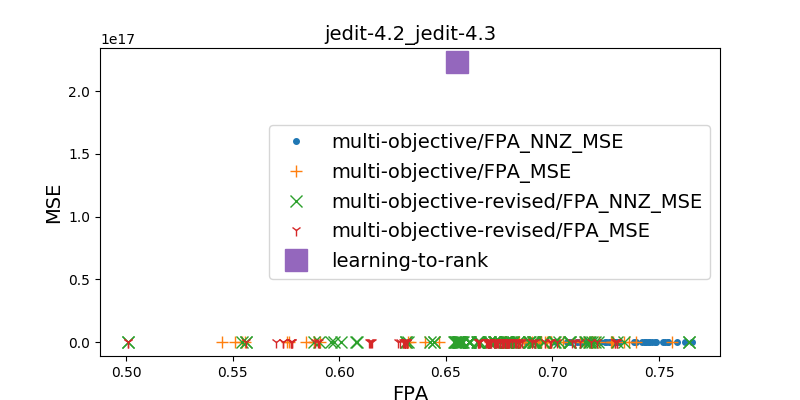 jedit-4.2_jedit-4.3
1e17
2.0
1.5
1.0
0.5
0.0
MSE
multi-objective/FPA_NNZ_MSE
multi-objective/FPA_MSE
multi-objective-revised/FPA_NNZ_MSE
multi-objective-revised/FPA_MSE
learning-to-rank
0.50 0.55 0.60 0.65 0.70 0.75
FPA